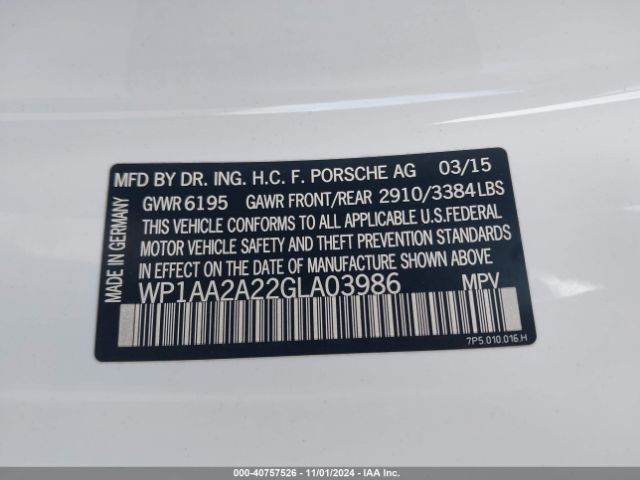 MFD BY DR. ING. H.C. F. PORSCHE AG 03/15
GVWR 6195 GAWR FRONT/REAR 2910/3384 LBS
THIS VEHICLE CONFORMS TO ALL APPLICABLE U.S.FEDERAL
MOTOR VEHICLE SAFETY AND THEFT PREVENTION STANDARDS
IN EFFECT ON THE DATE OF MANUFACTURE SHOWN ABOVE
WP1AA2A22GLA03986 MPV
7P5.010.016.H
MADE IN GERMANY
000-40757526 - 11/01/2024 - IAA Inc.